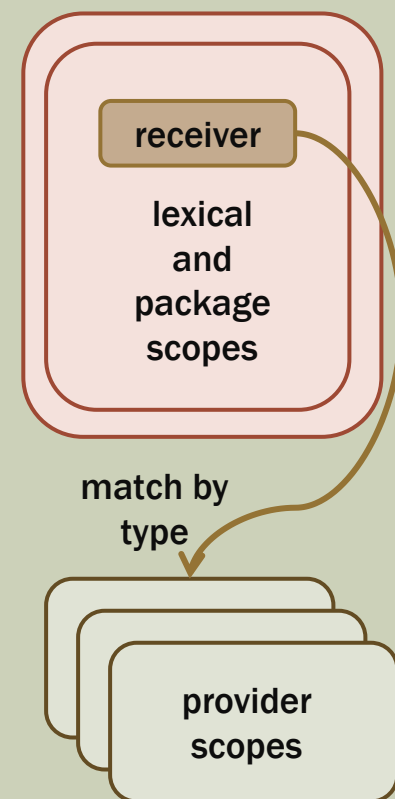 receiver
lexical
and
package
scopes
match by
type
provider
scopes